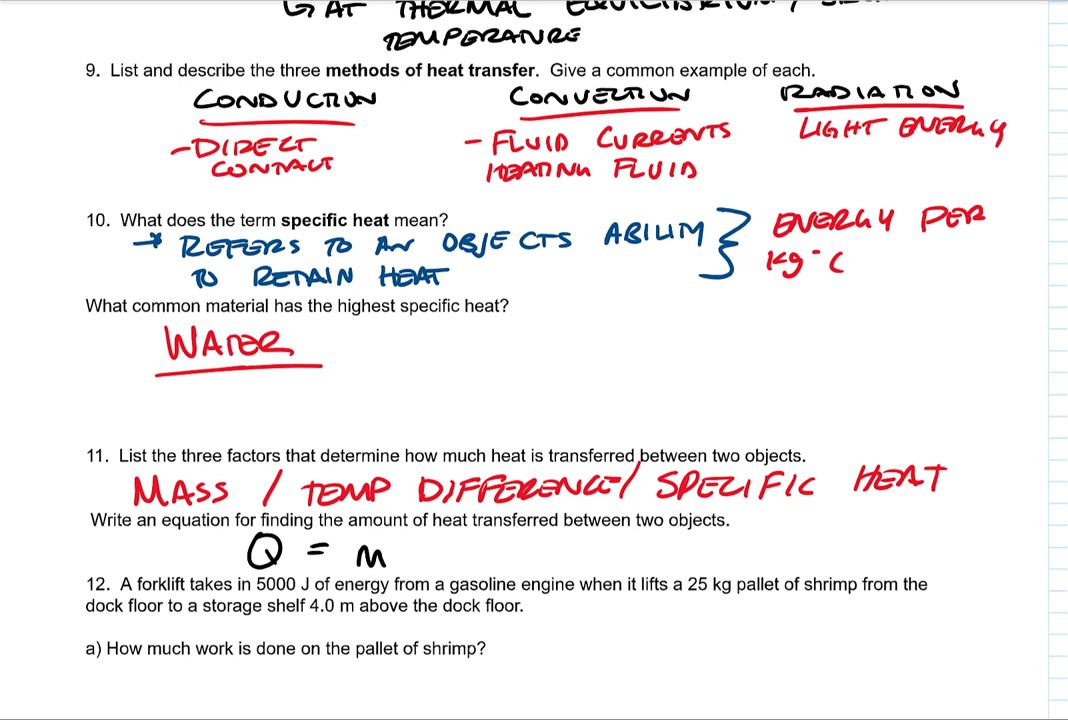 ↳ AT THERMAL EQUILIBRIUM,
TEMPERATURE
9. List and describe the three methods of heat transfer. Give a common example of each.
CONDUCTION CONVECTION RADIATION
- DIRECT CONTACT
- FLUID CURRENTS HEATING FLUID
LIGHT ENERGY
10. What does the term specific heat mean?
→ REFERS TO AN OBJECTS ABILITY } ENERGY PER
TO RETAIN HEAT kg°C
What common material has the highest specific heat?
WATER
11. List the three factors that determine how much heat is transferred between two objects.
MASS / TEMP DIFFERENCE / SPECIFIC HEAT
Write an equation for finding the amount of heat transferred between two objects.
Q = m
12. A forklift takes in 5000 J of energy from a gasoline engine when it lifts a 25 kg pallet of shrimp from the
dock floor to a storage shelf 4.0 m above the dock floor.
a) How much work is done on the pallet of shrimp?